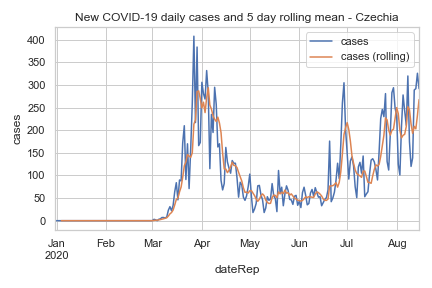 New COVID-19 daily cases and 5 day rolling mean - Czechia
cases
cases (rolling)
400
350
300
250
200
150
100
50
0
cases
Jan Feb Mar Apr May Jun Jul Aug
2020
dateRep